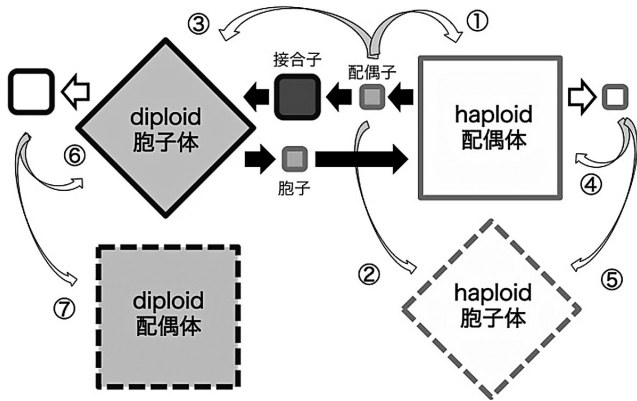 ③
①
接合子
配偶子
diploid
胞子体
haploid
配偶体
⑥
胞子
④
②
⑤
⑦
diploid
配偶体
haploid
胞子体